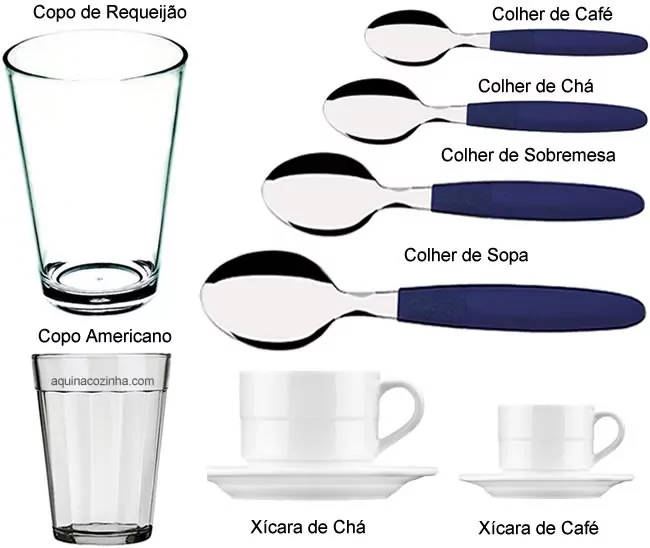 Copo de Requeijão
Colher de Café
Colher de Chá
Colher de Sobremesa
Colher de Sopa
Copo Americano
aquinacozinha.com
Xícara de Chá
Xícara de Café